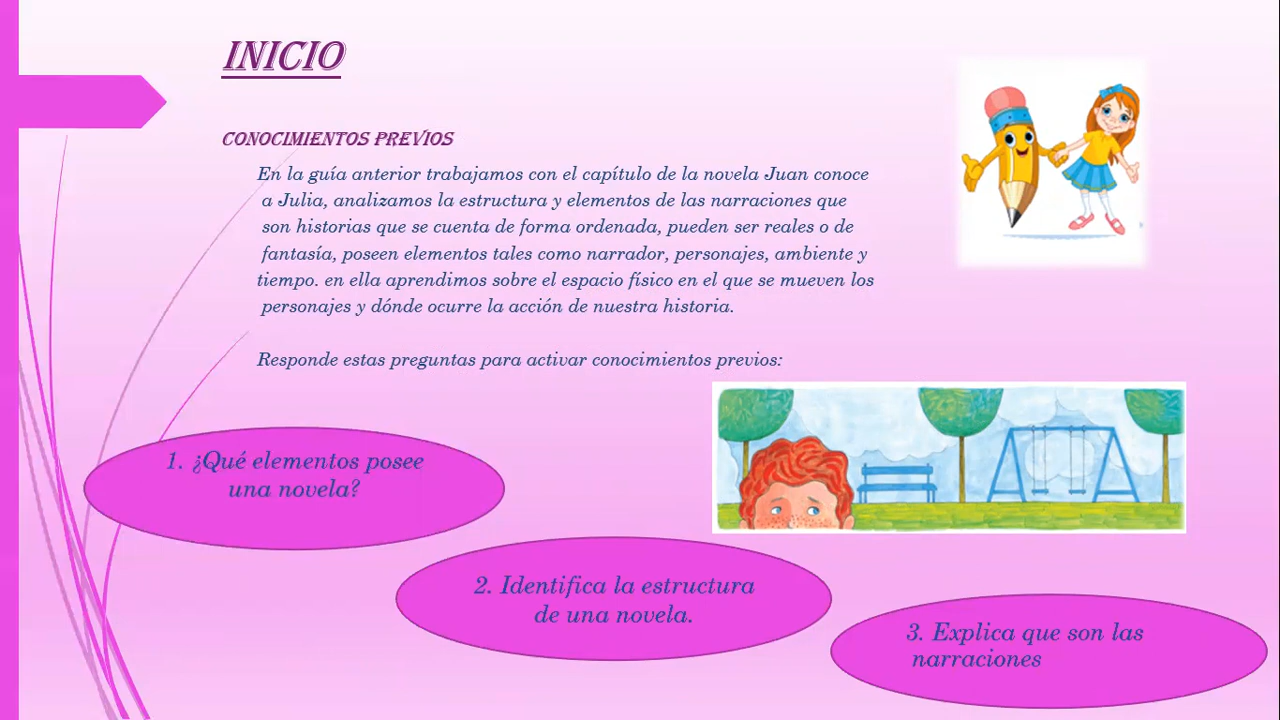 INICIO
CONOCIMIENTOS PREVIOS
En la guía anterior trabajamos con el capítulo de la novela Juan conoce
a Julia, analizamos la estructura y elementos de las narraciones que
son historias que se cuenta de forma ordenada, pueden ser reales o de
fantasía, poseen elementos tales como narrador, personajes, ambiente y
tiempo. en ella aprendimos sobre el espacio físico en el que se mueven los
personajes y dónde ocurre la acción de nuestra historia.
Responde estas preguntas para activar conocimientos previos:
1. ¿Qué elementos posee
una novela?
2. Identifica la estructura
de una novela.
3. Explica que son las
narraciones